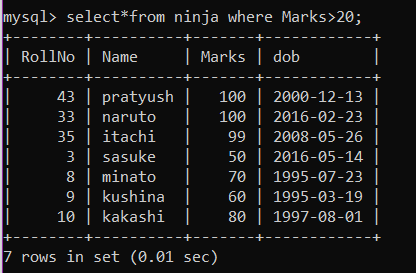 mysql> select*from ninja where Marks>20;
+--------+----------+-------+------------+
| RollNo | Name     | Marks | dob        |
+--------+----------+-------+------------+
|     43 | pratyush |   100 | 2000-12-13 |
|     33 | naruto   |   100 | 2016-02-23 |
|     35 | itachi   |    99 | 2008-05-26 |
|      3 | sasuke   |    50 | 2016-05-14 |
|      8 | minato   |    70 | 1995-07-23 |
|      9 | kushina  |    60 | 1995-03-19 |
|     10 | kakashi  |    80 | 1997-08-01 |
+--------+----------+-------+------------+
7 rows in set (0.01 sec)